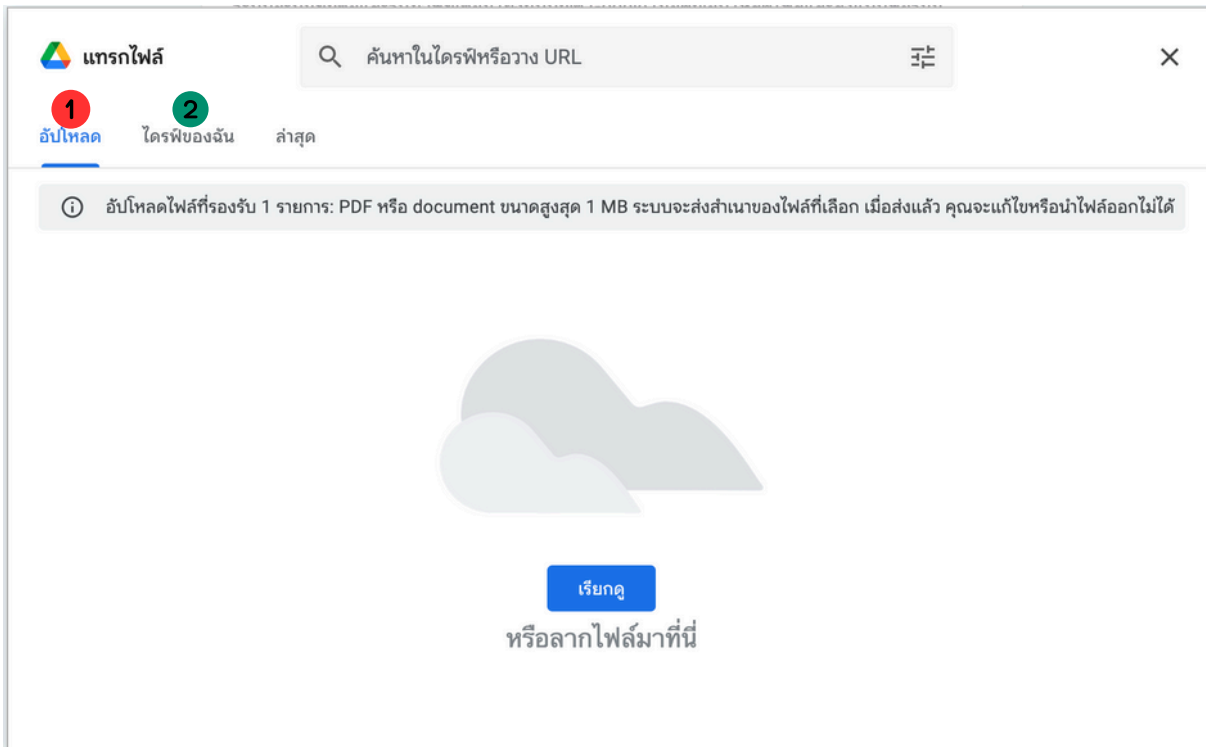 แทรกไฟล์
ค้นหาในไดรฟ์หรือวาง URL
1
2
อัปโหลด
ไดรฟ์ของฉัน
ล่าสุด
อัปโหลดไฟล์ที่รองรับ 1 รายการ: PDF หรือ document ขนาดสูงสุด 1 MB ระบบจะส่งสำเนาของไฟล์ที่เลือก เมื่อส่งแล้ว คุณจะแก้ไขหรือนำไฟล์ออกไม่ได้
เรียกดู
หรือลากไฟล์มาที่นี่